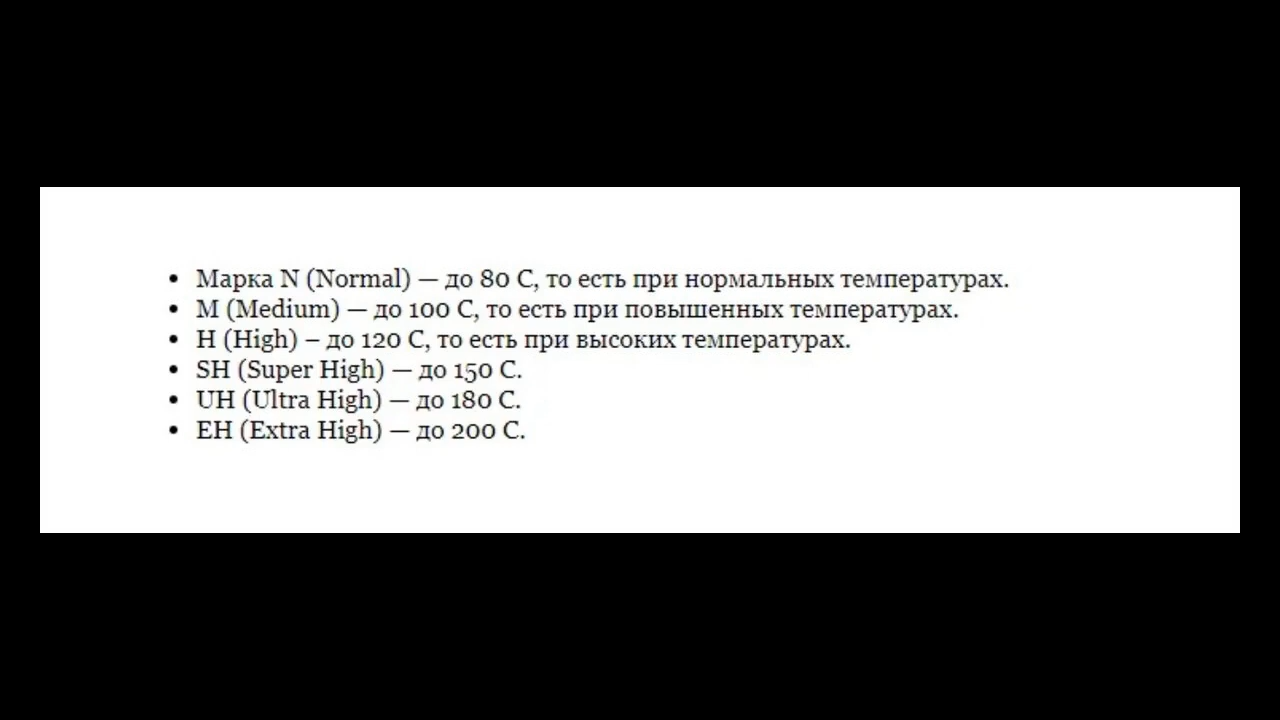 • Марка N (Normal) — до 80 С, то есть при нормальных температурах.
• M (Medium) — до 100 С, то есть при повышенных температурах.
• H (High) – до 120 С, то есть при высоких температурах.
• SH (Super High) — до 150 С.
• UH (Ultra High) — до 180 С.
• EH (Extra High) — до 200 С.